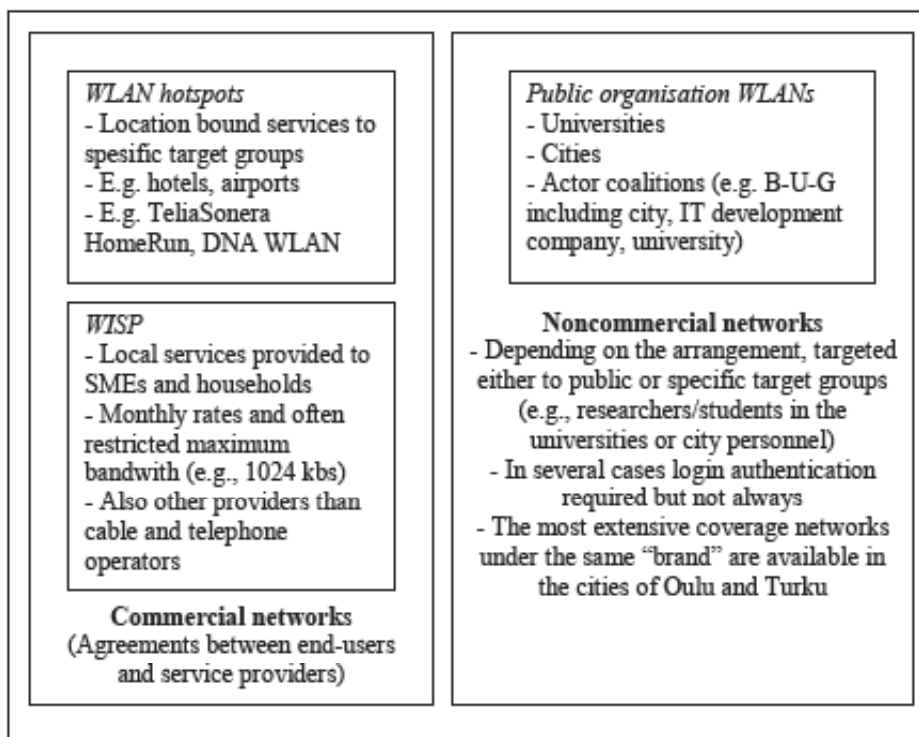 WLAN hotspots
- Location bound services to
spesific target groups
- E.g. hotels, airports
- E.g. TeliaSonera
HomeRun, DNA WLAN
WISP
- Local services provided to
SMEs and households
- Monthly rates and often
restricted maximum
bandwith (e.g., 1024 kbs)
- Also other providers than
cable and telephone
operators
Commercial networks
(Agreements between end-users
and service providers)
Public organisation WLANs
- Universities
- Cities
- Actor coalitions (e.g. B-U-G
including city, IT development
company, university)
Noncommercial networks
- Depending on the arrangement, targeted
either to public or specific target groups
(e.g., researchers/students in the
universities or city personnel)
- In several cases login authentication
required but not always
- The most extensive coverage networks
under the same “brand” are available in
the cities of Oulu and Turku